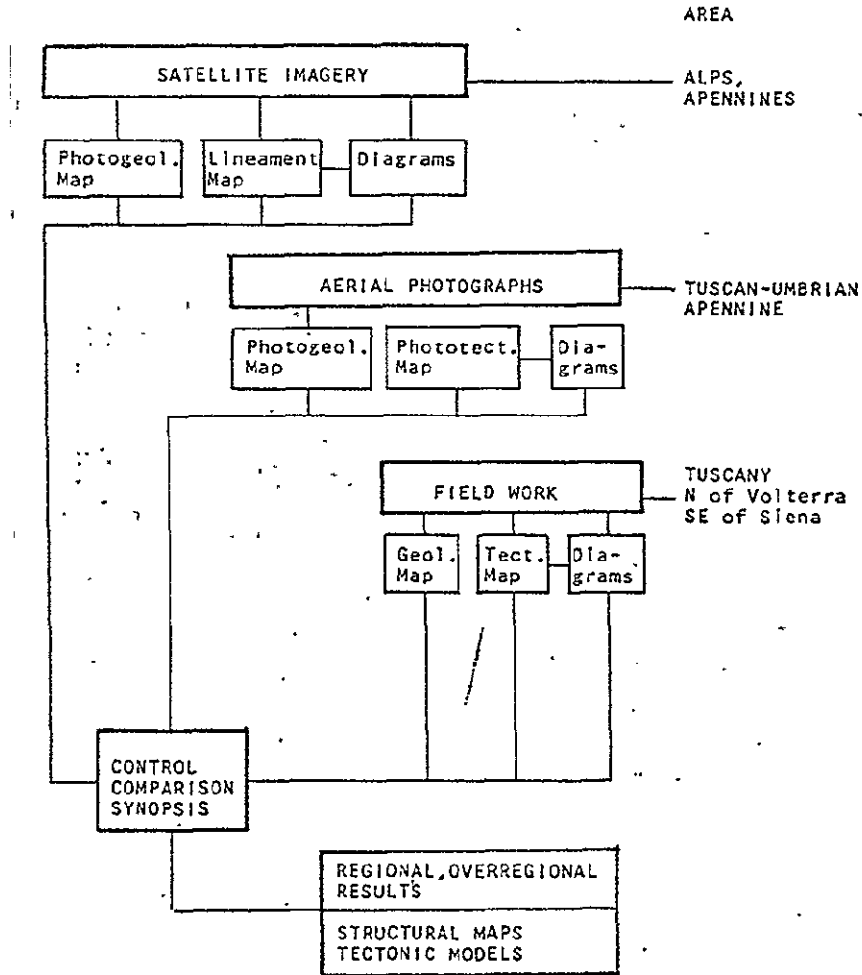 AREA
SATELLITE IMAGERY
ALPS,
APENNINES
Photogeol.
Map
Lineament
Map
Diagrams
AERIAL PHOTOGRAPHS
TUSCAN-UMBRIAN
APENNINE
Photogeol.
Map
Phototect.
Map
Dia-
grams
FIELD WORK
TUSCANY
N of Volterra
SE of Siena
Geol.
Map
Tect.
Map
Dia-
grams
CONTROL
COMPARISON
SYNOPSIS
REGIONAL,OVERREGIONAL
RESULTS
STRUCTURAL MAPS
TECTONIC MODELS